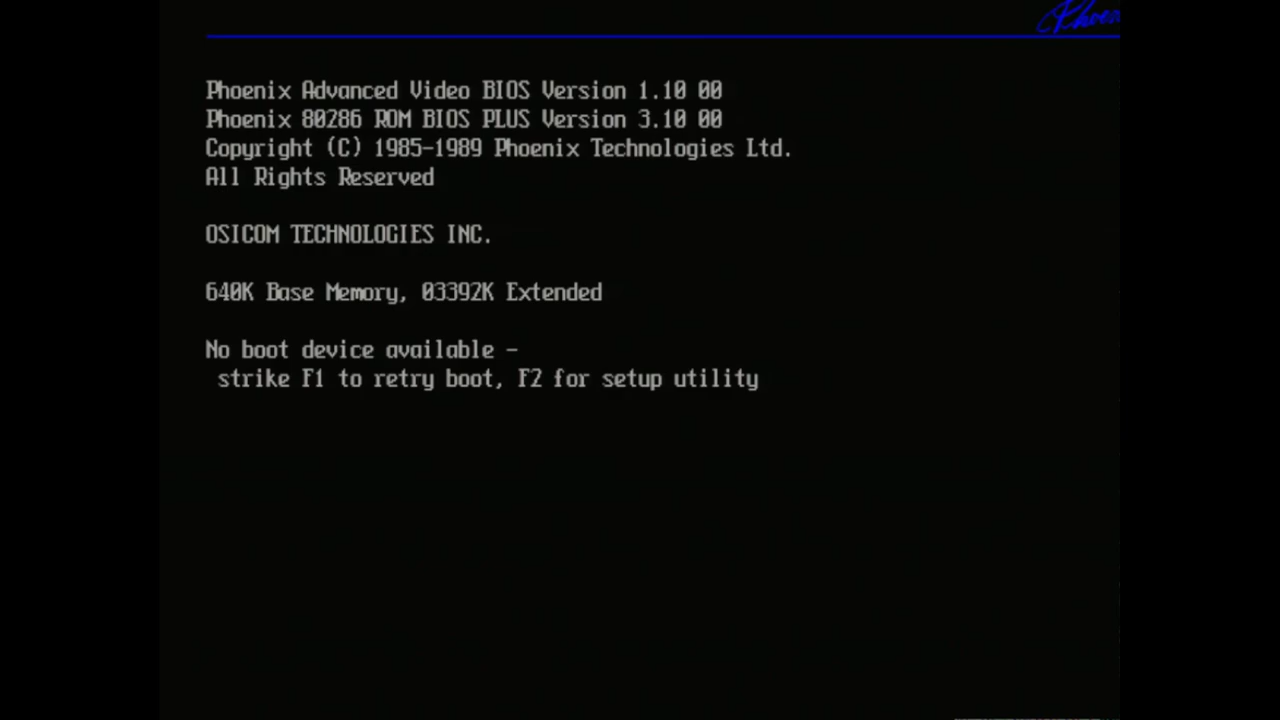 Phoenix Advanced Video BIOS Version 1.10 00
Phoenix 80286 ROM BIOS PLUS Version 3.10 00
Copyright (C) 1985-1989 Phoenix Technologies Ltd.
All Rights Reserved
OSICOM TECHNOLOGIES INC.
640K Base Memory, 03392K Extended
No boot device available -
strike F1 to retry boot, F2 for setup utility